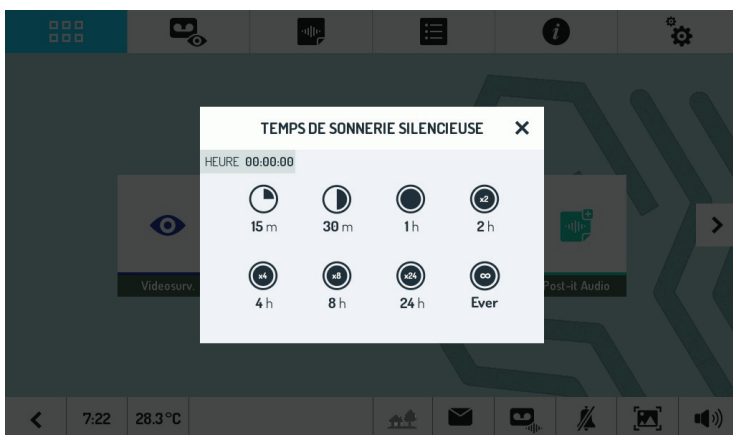 TEMPS DE SONNERIE SILENCIEUSE
HEURE 00:00:00
15 m 30 m 1 h 2 h
x2
x4 x8 x24
4 h 8 h 24 h Ever
Videosurv. Post-it Audio
7:22 28.3°C